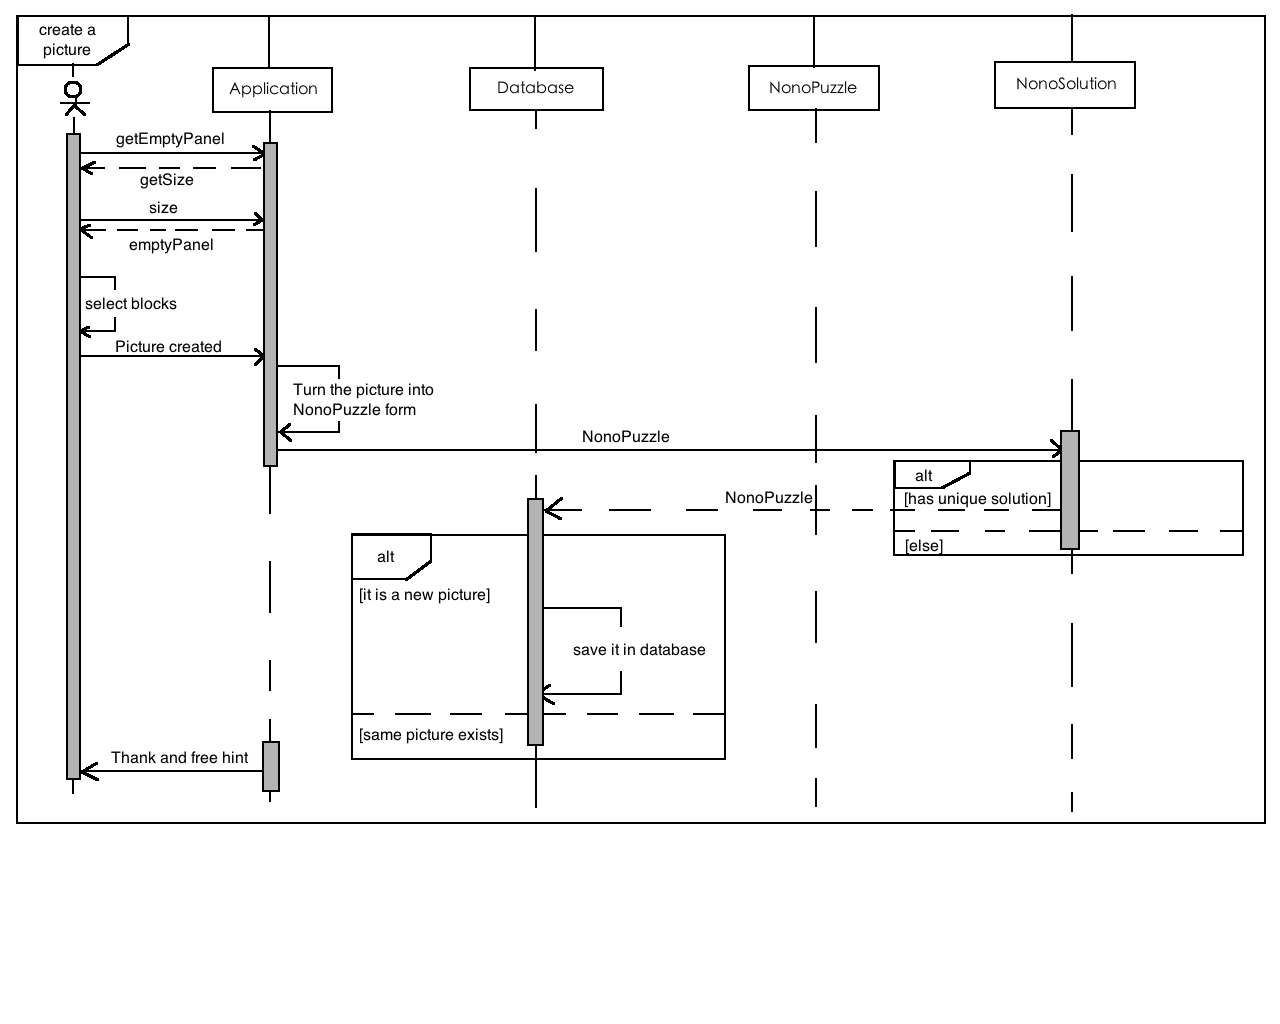 create a
picture
Application
Database
NonoPuzzle
NonoSolution
getEmptyPanel
getSize
size
emptyPanel
select blocks
Picture created
Turn the picture into
NonoPuzzle form
NonoPuzzle
alt
[has unique solution]
NonoPuzzle
[else]
alt
[it is a new picture]
save it in database
[same picture exists]
Thank and free hint